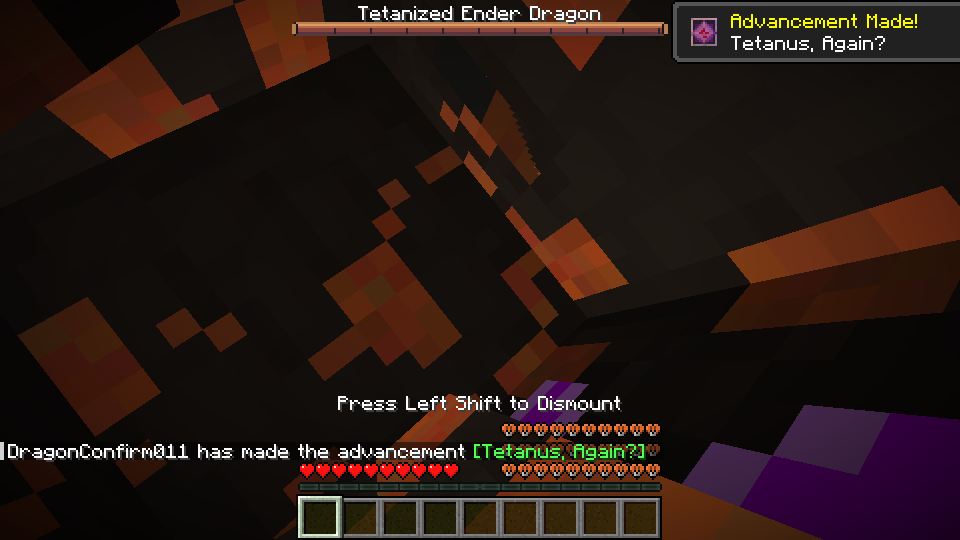 Tetanized Ender Dragon
Advancement Made!
Tetanus, Again?
Press Left Shift to Dismount
DragonConfirm011 has made the advancement [Tetanus, Again?]